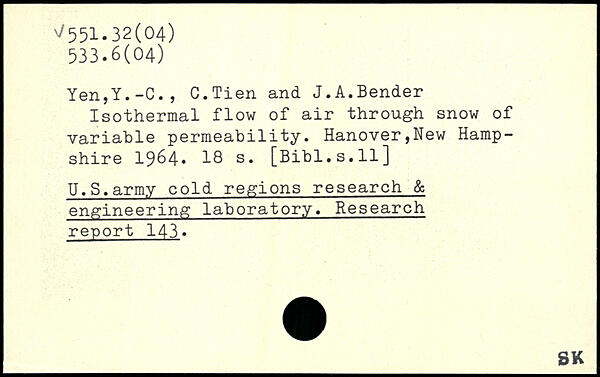 √551.32(04)
533.6(04)
Yen,Y.-C., C.Tien and J.A.Bender
Isothermal flow of air through snow of
variable permeability. Hanover,New Hamp-
shire 1964. 18 s. [Bibl.s.11]
U.S.army cold regions research &
engineering laboratory. Research
report 143.
SK